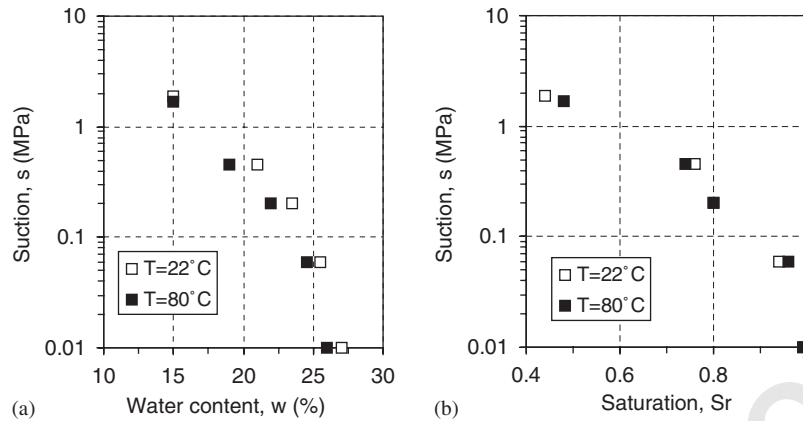 10
1
0.1
0.01
Suction, s (MPa)
T=22˚C
T=80˚C
10 15 20 25 30
(a) Water content, w (%)
10
1
0.1
0.01
Suction, s (MPa)
T=22˚C
T=80˚C
0.4 0.6 0.8
(b) Saturation, Sr